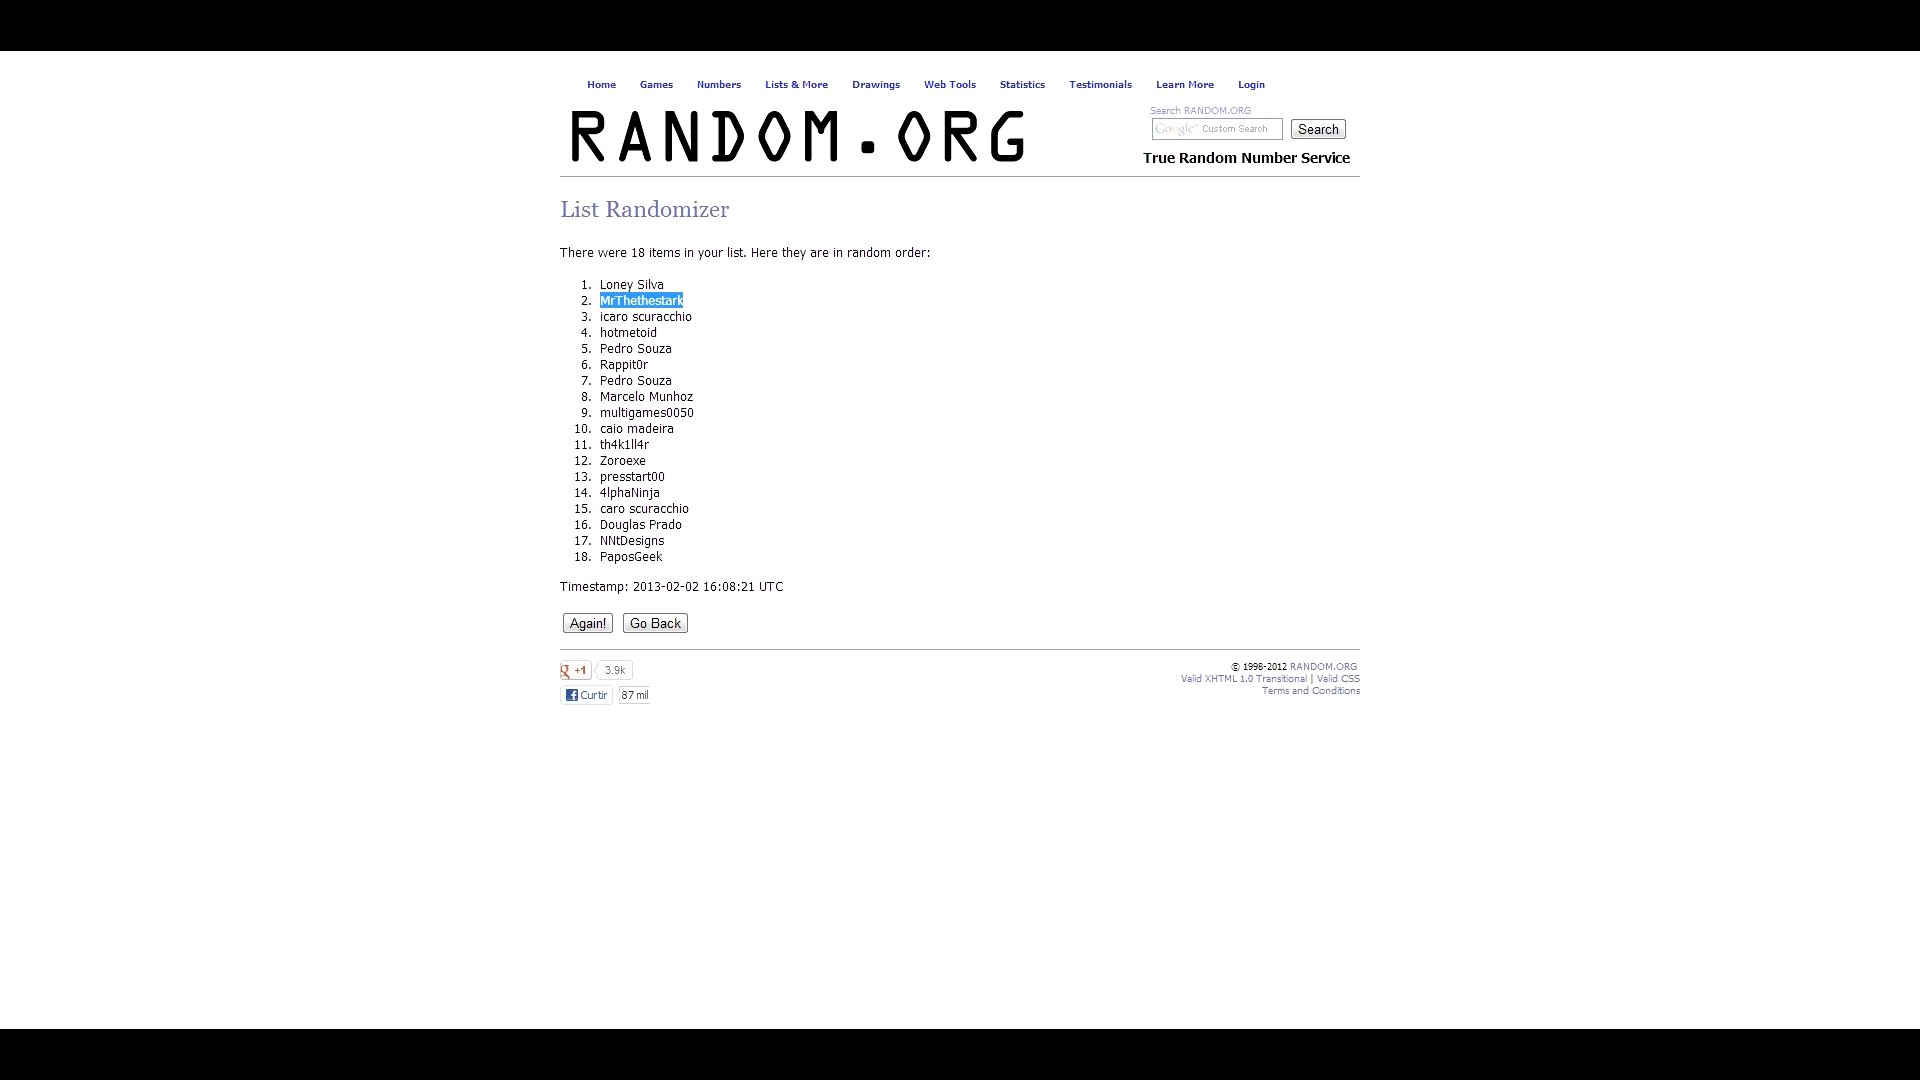 Home Games Numbers Lists & More Drawings Web Tools Statistics Testimonials Learn More Login
RANDOM.ORG
Search RANDOM.ORG
Google™ Custom Search Search
True Random Number Service
List Randomizer
There were 18 items in your list. Here they are in random order:
1. Loney Silva
2. MrThethestark
3. icaro scuracchio
4. hotmetoid
5. Pedro Souza
6. Rappit0r
7. Pedro Souza
8. Marcelo Munhoz
9. multigames0050
10. caio madeira
11. th4k1ll4r
12. Zoroexe
13. presstart00
14. 4lphaNinja
15. caro scuracchio
16. Douglas Prado
17. NNtDesigns
18. PaposGeek
Timestamp: 2013-02-02 16:08:21 UTC
Again! Go Back
g +1 3.9k
Curtir 87 mil
© 1998-2012 RANDOM.ORG
Valid XHTML 1.0 Transitional | Valid CSS
Terms and Conditions